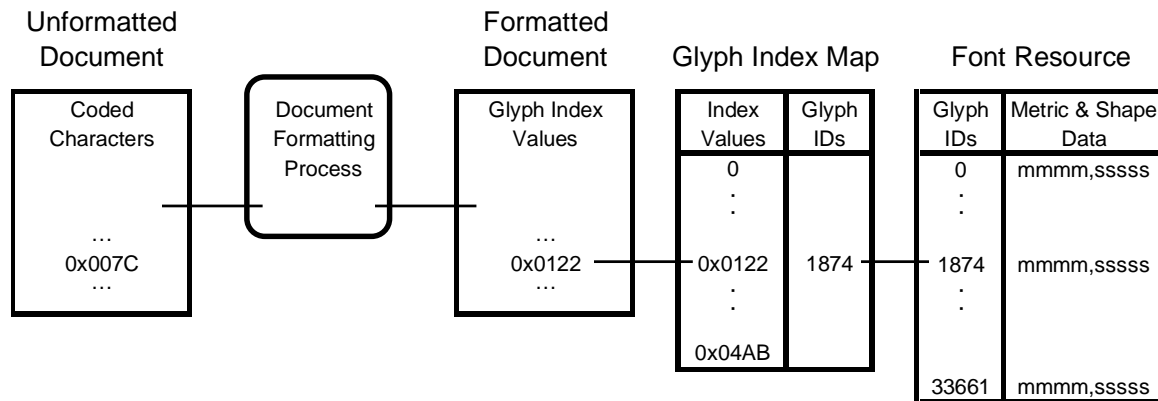 Unformatted
Document
Formatted
Document
Glyph Index Map
Font Resource
Coded
Characters
...
0x007C
...
Document
Formatting
Process
Glyph Index
Values
...
0x0122
...
Index
Values
Glyph
IDs
0
.
.
0x0122 1874
.
.
0x04AB
Glyph
IDs
Metric & Shape
Data
0 mmmm,sssss
.
.
1874 mmmm,sssss
.
.
33661 mmmm,sssss